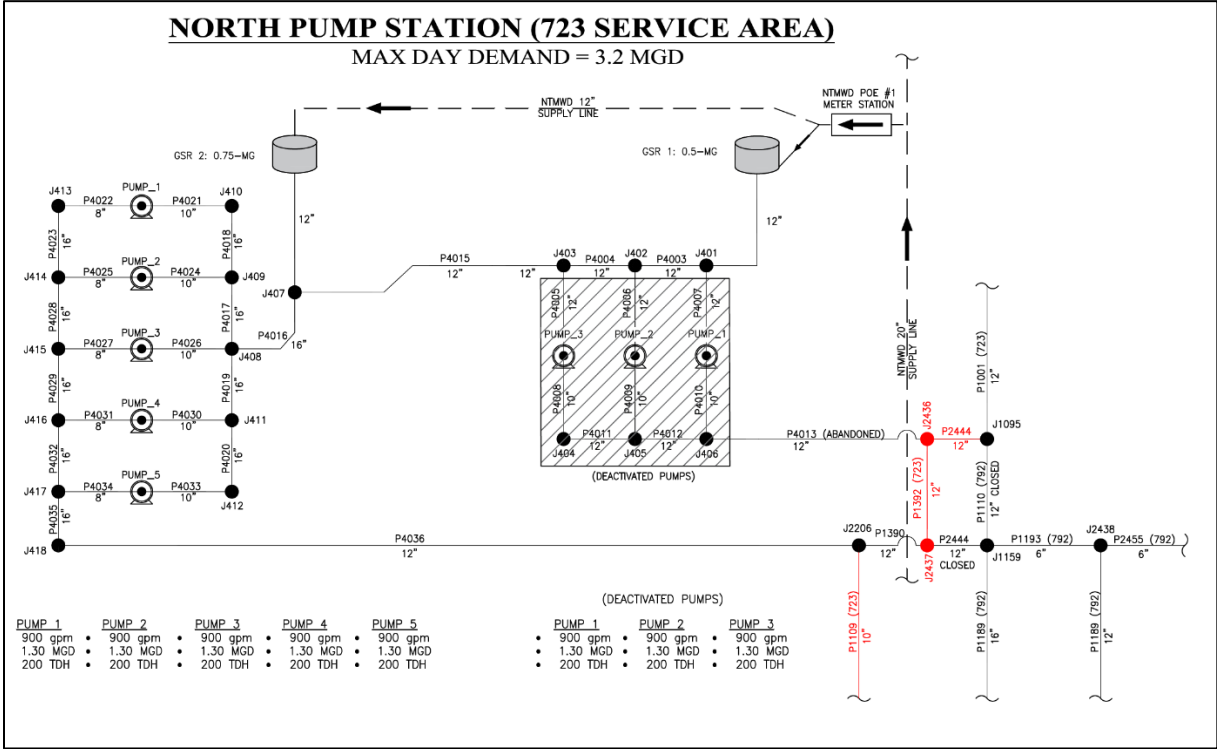 NORTH PUMP STATION (723 SERVICE AREA)
MAX DAY DEMAND = 3.2 MGD
NTMWD 12"
SUPPLY LINE
NTMWD POE #1
METER STATION
GSR 2: 0.75-MG
GSR 1: 0.5-MG
12"
12"
J413
P4022
8"
PUMP_1
P4021
10"
J410
P4023
16"
P4018
16"
J414
P4025
8"
PUMP_2
P4024
10"
J409
P4028
16"
P4017
16"
J415
P4027
8"
PUMP_3
P4026
10"
J408
P4029
16"
P4019
16"
J416
P4031
8"
PUMP_4
P4030
10"
J411
P4032
16"
P4020
16"
J417
P4034
8"
PUMP_5
P4033
10"
J412
P4035
16"
J418
J407
P4016
16"
P4015
12"
12"
J403
P4004
12"
J402
P4003
12"
J401
P4005
12"
P4006
12"
P4007
12"
PUMP_3
PUMP_2
PUMP_1
P4008
10"
P4009
10"
P4010
10"
P4011
12"
P4012
12"
J404
J405
J406
(DEACTIVATED PUMPS)
P4013 (ABANDONED)
12"
NTMWD 20"
SUPPLY LINE
P1001 (723)
12"
J2436
P2444
12"
J1095
P1392 (723)
12"
P1110 (792)
12" CLOSED
P4036
12"
J2206
P1390
12"
J2437
P2444
12"
CLOSED
J1159
P1193 (792)
6"
J2438
P2455 (792)
6"
P1109 (723)
10"
P1189 (792)
16"
P1189 (792)
12"
PUMP 1
900 gpm
1.30 MGD
200 TDH
PUMP 2
• 900 gpm
• 1.30 MGD
• 200 TDH
PUMP 3
• 900 gpm
• 1.30 MGD
• 200 TDH
PUMP 4
• 900 gpm
• 1.30 MGD
• 200 TDH
PUMP 5
• 900 gpm
• 1.30 MGD
• 200 TDH
(DEACTIVATED PUMPS)
PUMP 1
• 900 gpm
• 1.30 MGD
• 200 TDH
PUMP 2
• 900 gpm
• 1.30 MGD
• 200 TDH
PUMP 3
• 900 gpm
• 1.30 MGD
• 200 TDH